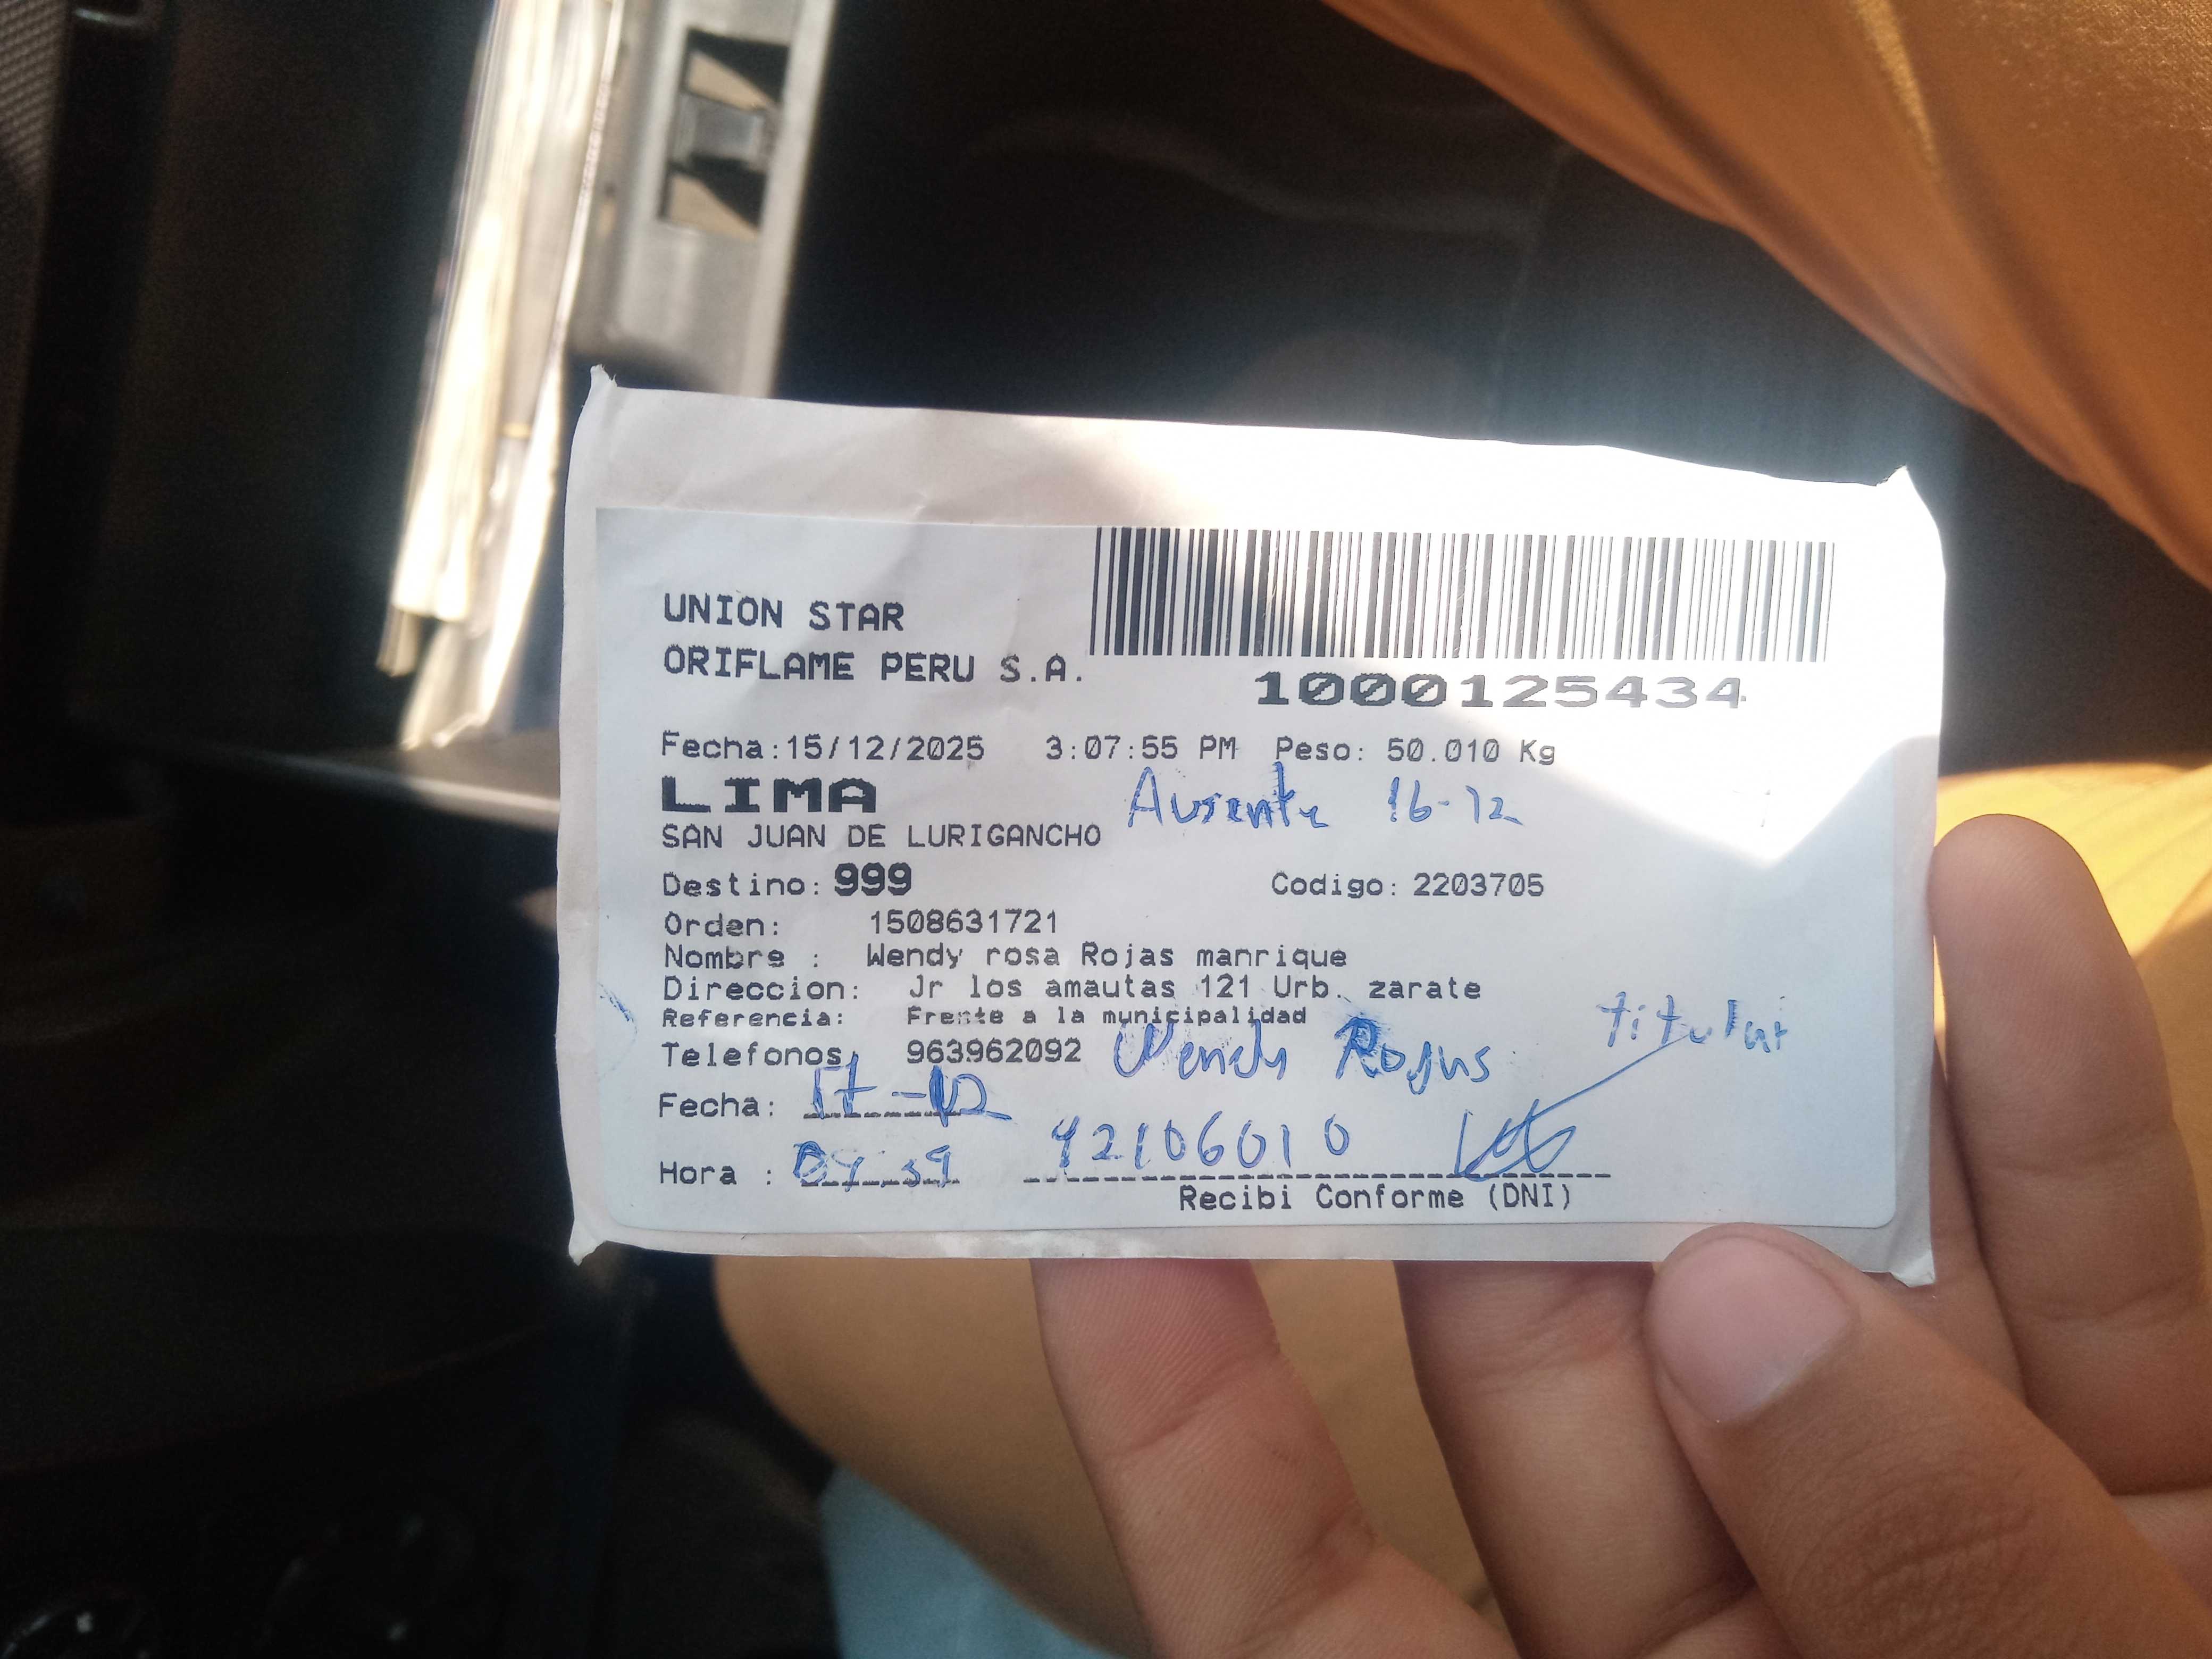 UNION STAR
ORIFLAME PERU S.A.
1000125434
Fecha:15/12/2025 3:07:55 PM Peso: 50.010 Kg
LIMA
Ausente 16-12
SAN JUAN DE LURIGANCHO
Destino: 999 Codigo: 2203705
Orden: 1508631721
Nombre : Wendy rosa Rojas manrique
Direccion: Jr los amautas 121 Urb. zarate
Referencia: Frente a la municipalidad
titular
Telefonos: 963962092 Wendy Rojas
Fecha: 17-12
Hora : 42106010
Recibi Conforme (DNI)